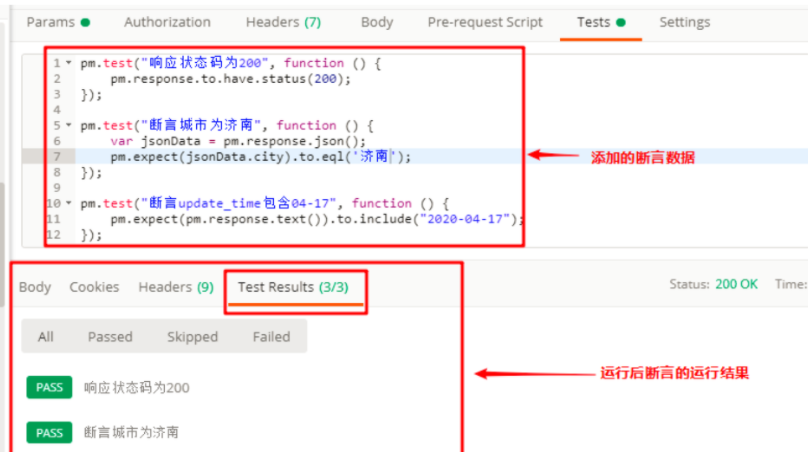 Params Authorization Headers (7) Body Pre-request Script Tests Settings
1 pm.test("响应状态码为200", function () {
2 pm.response.to.have.status(200);
3 });
4
5 pm.test("断言城市为济南", function () {
6 var jsonData = pm.response.json();
7 pm.expect(jsonData.city).to.eql('济南');
添加的断言数据
8 });
9
10 pm.test("断言update_time包含04-17", function () {
11 pm.expect(pm.response.text()).to.include("2020-04-17");
12 });
Body Cookies Headers (9) Test Results (3/3) Status: 200 OK Time:
All Passed Skipped Failed
运行后断言的运行结果
PASS 响应状态码为200
PASS 断言城市为济南